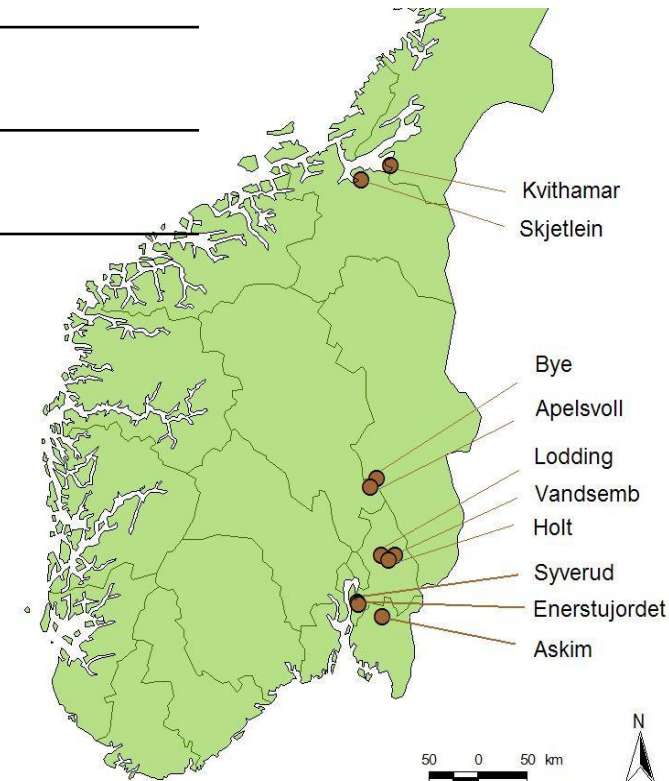 Kvithamar
Skjetlein
Bye
Apelsvoll
Lodding
Vandsemb
Holt
Syverud
Enerstujordet
Askim
N
50 0 50 km